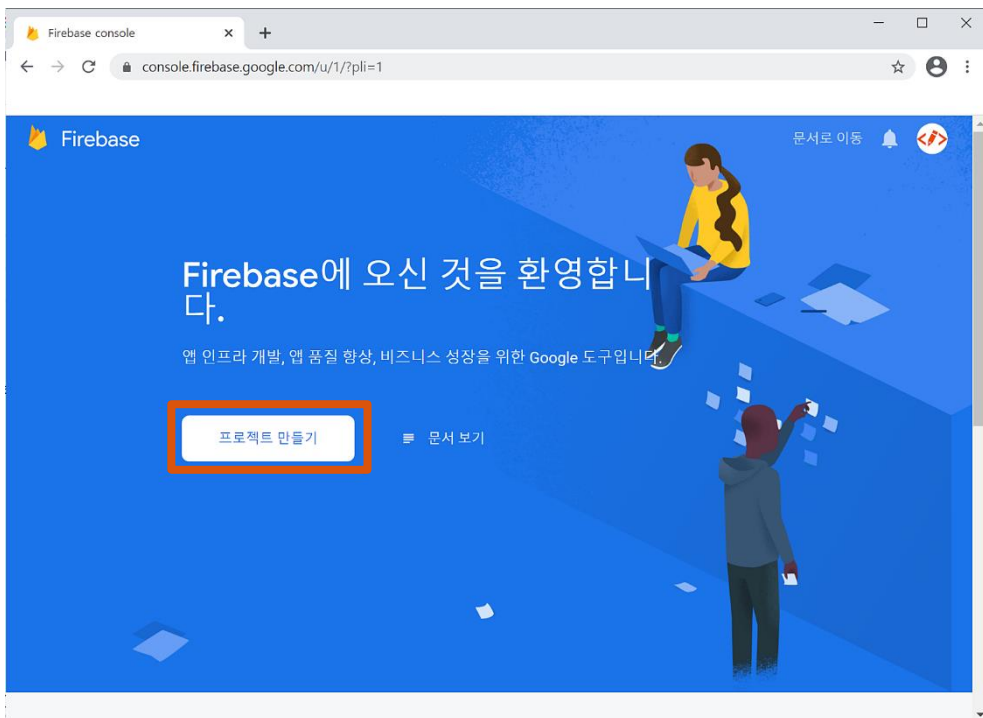 Firebase console
console.firebase.google.com/u/1/?pli=1
Firebase
문서로 이동
Firebase에 오신 것을 환영합니
다.
앱 인프라 개발, 앱 품질 향상, 비즈니스 성장을 위한 Google 도구입니다.
프로젝트 만들기
문서 보기